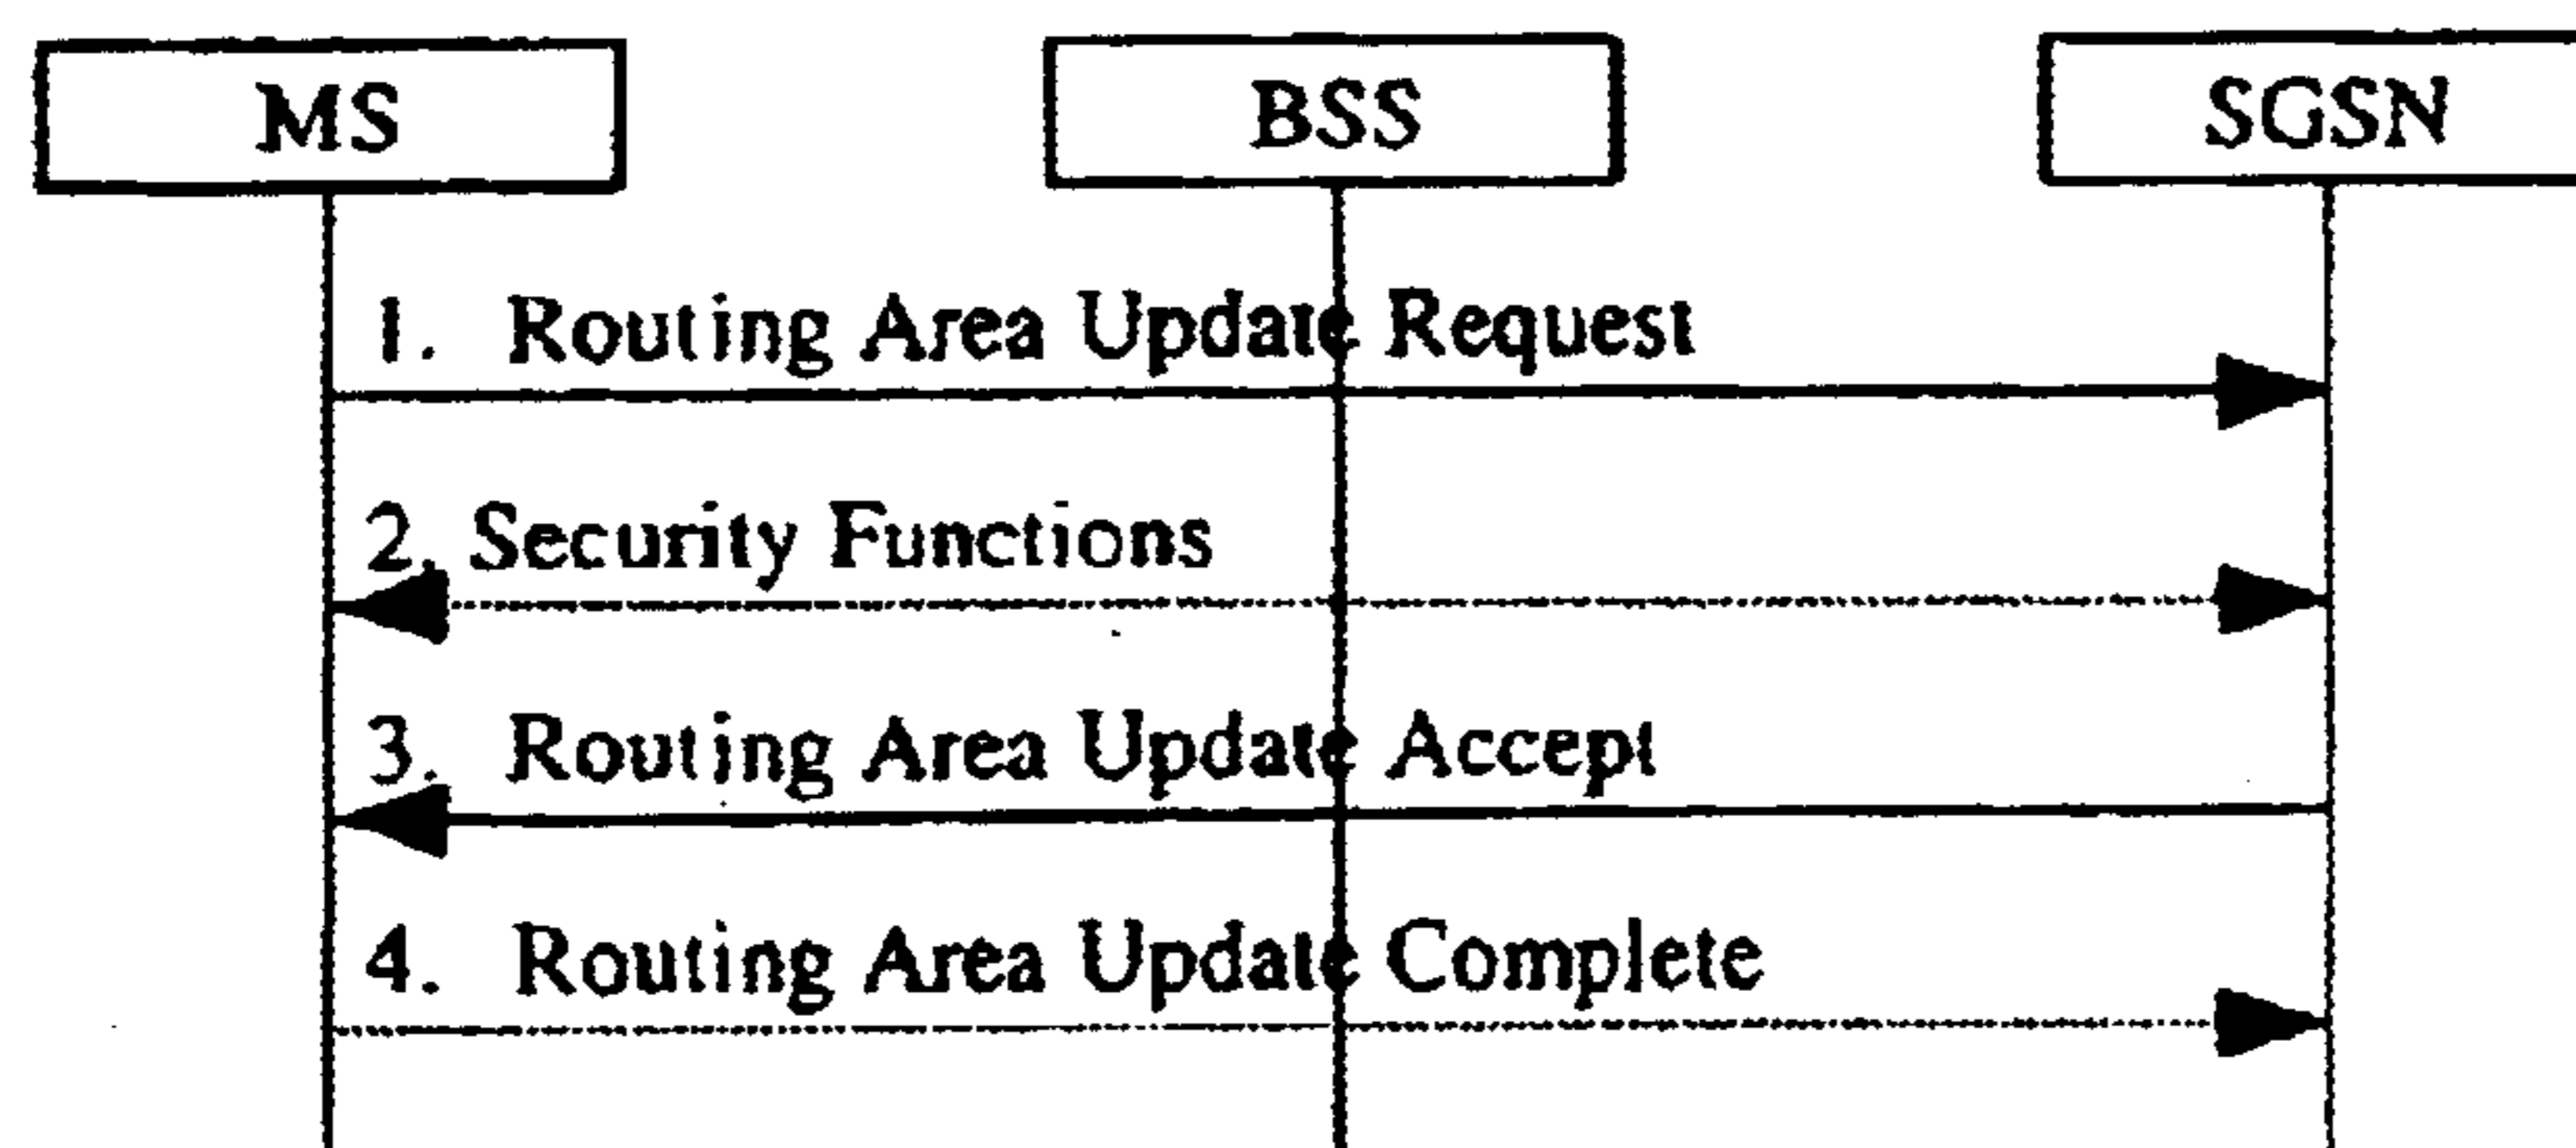 MS BSS SGSN
1. Routing Area Update Request
2. Security Functions
3. Routing Area Update Accept
4. Routing Area Update Complete